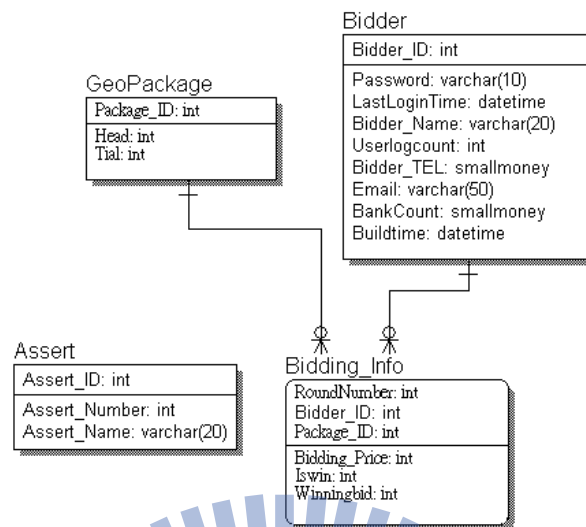 Bidder
Bidder_ID: int
Password: varchar(10)
LastLoginTime: datetime
Bidder_Name: varchar(20)
Userlogcount: int
Bidder_TEL: smallmoney
Email: varchar(50)
BankCount: smallmoney
Buildtime: datetime
GeoPackage
Package_ID: int
Head: int
Tial: int
Assert
Assert_ID: int
Assert_Number: int
Assert_Name: varchar(20)
Bidding_Info
RoundNumber: int
Bidder_ID: int
Package_ID: int
Bidding_Price: int
Iswin: int
Winningbid: int